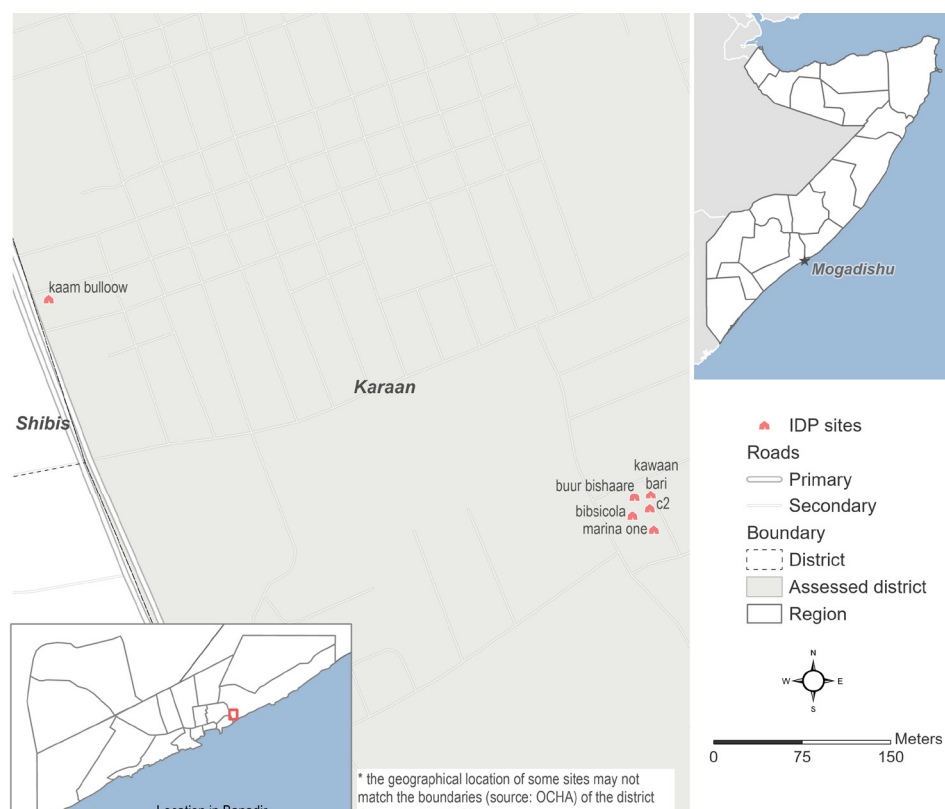 kaam bulloow
Karaan
Shibis
kawaan
bari
buur bishaare
c2
bibsicola
marina one
Mogadishu
IDP sites
Roads
Primary
Secondary
Boundary
District
Assessed district
Region
N
W E
S
Meters
0 75 150
* the geographical location of some sites may not
match the boundaries (source: OCHA) of the district